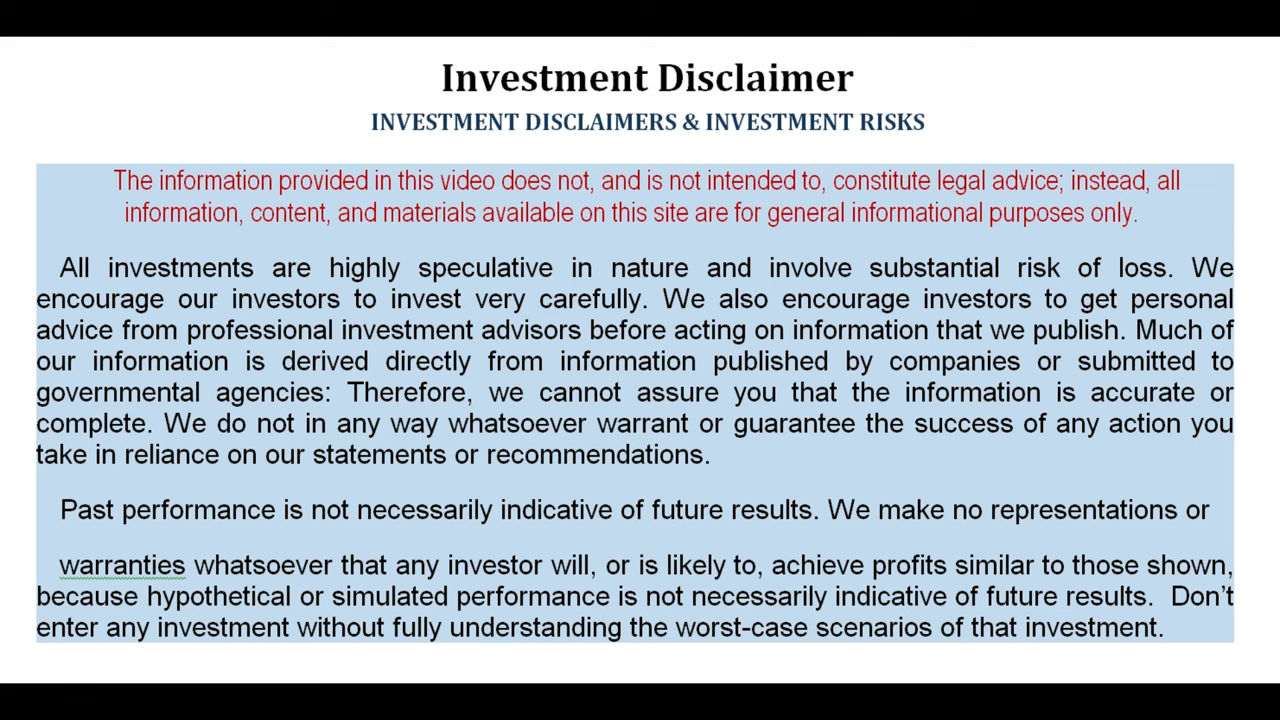 Investment Disclaimer
INVESTMENT DISCLAIMERS & INVESTMENT RISKS
The information provided in this video does not, and is not intended to, constitute legal advice; instead, all
information, content, and materials available on this site are for general informational purposes only.
All investments are highly speculative in nature and involve substantial risk of loss. We
encourage our investors to invest very carefully. We also encourage investors to get personal
advice from professional investment advisors before acting on information that we publish. Much of
our information is derived directly from information published by companies or submitted to
governmental agencies: Therefore, we cannot assure you that the information is accurate or
complete. We do not in any way whatsoever warrant or guarantee the success of any action you
take in reliance on our statements or recommendations.
Past performance is not necessarily indicative of future results. We make no representations or
warranties whatsoever that any investor will, or is likely to, achieve profits similar to those shown,
because hypothetical or simulated performance is not necessarily indicative of future results.  Don’t
enter any investment without fully understanding the worst-case scenarios of that investment.